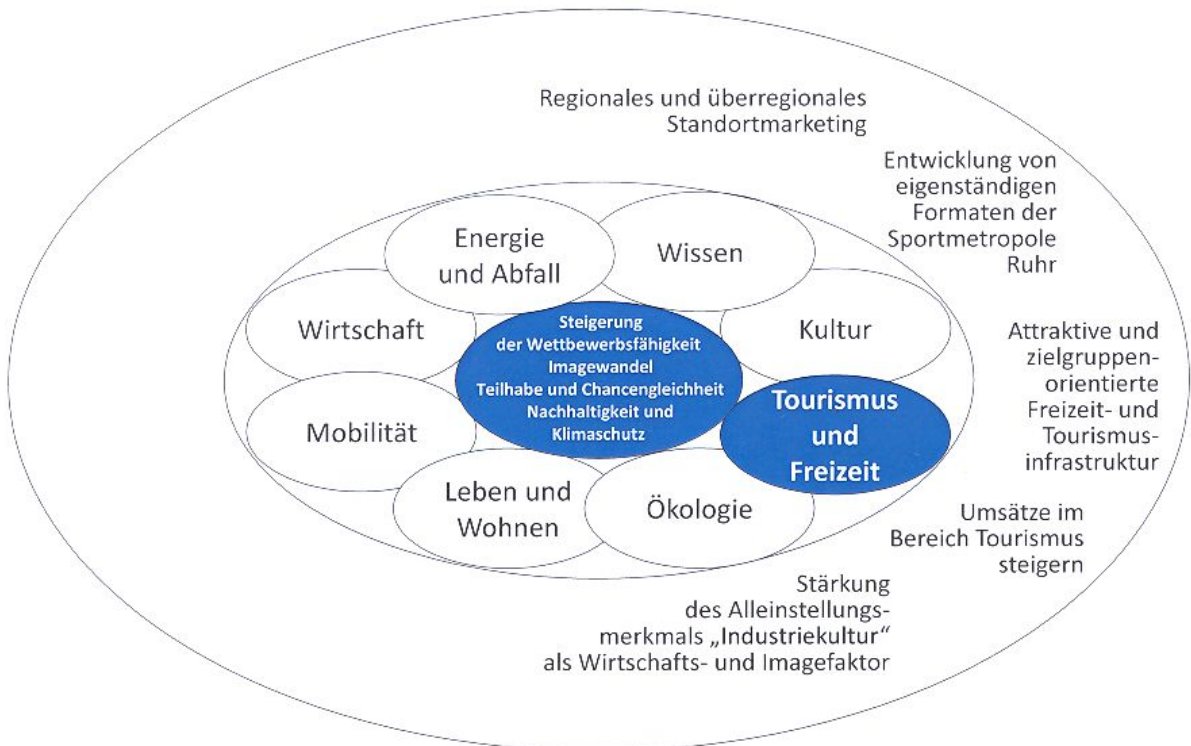 Regionales und überregionales
Standortmarketing
Entwicklung von
eigenständigen
Formaten der
Sportmetropole
Ruhr
Energie
und Abfall
Wissen
Wirtschaft
Kultur
Steigerung
der Wettbewerbsfähigkeit
Imagewandel
Teilhabe und Chancengleichheit
Nachhaltigkeit und
Klimaschutz
Attraktive und
zielgruppen-
orientierte
Freizeit- und
Tourismus-
infrastruktur
Tourismus
und
Freizeit
Mobilität
Leben und
Wohnen
Ökologie
Umsätze im
Bereich Tourismus
steigern
Stärkung
des Alleinstellungs-
merkmals „Industriekultur“
als Wirtschafts- und Imagefaktor